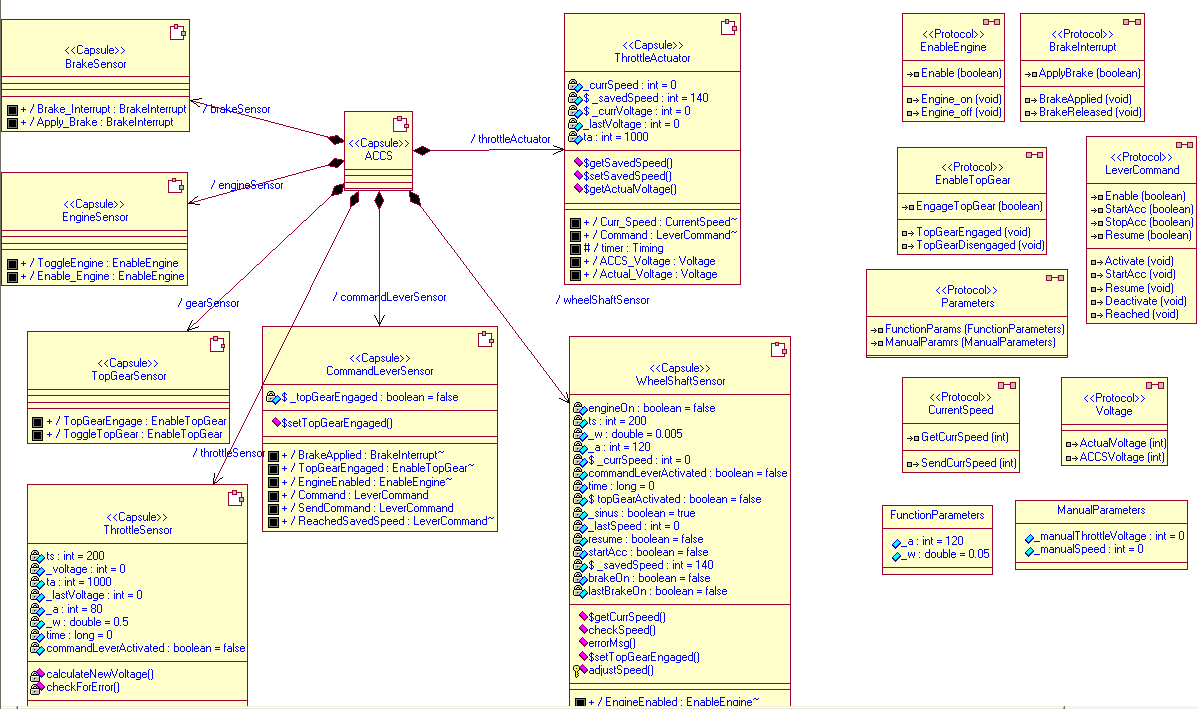 <<Capsule>>
BrakeSensor
+ / Brake_Interrupt : BrakeInterrupt
+ / Apply_Brake : BrakeInterrupt
/ brakeSensor
<<Capsule>>
ACCS
/ throttleActuator
<<Capsule>>
ThrottleActuator
_currSpeed : int = 0
$ _savedSpeed : int = 140
$ _currVoltage : int = 0
_lastVoltage : int = 0
ta : int = 1000
$getSavedSpeed()
$setSavedSpeed()
$getActualVoltage()
+ / Curr_Speed : CurrentSpeed~
+ / Command : LeverCommand~
# / timer : Timing
+ / ACCS_Voltage : Voltage
+ / Actual_Voltage : Voltage
/ engineSensor
<<Capsule>>
EngineSensor
+ / ToggleEngine : EnableEngine
+ / Enable_Engine : EnableEngine
/ gearSensor
/ commandLeverSensor
/ wheelShaftSensor
<<Capsule>>
TopGearSensor
+ / TopGearEngage : EnableTopGear
+ / ToggleTopGear : EnableTopGear
/ throttleSensor
<<Capsule>>
CommandLeverSensor
$ _topGearEngaged : boolean = false
$setTopGearEngaged()
+ / BrakeApplied : BrakeInterrupt~
+ / TopGearEngaged : EnableTopGear~
+ / EngineEnabled : EnableEngine~
+ / Command : LeverCommand
+ / SendCommand : LeverCommand
+ / ReachedSavedSpeed : LeverCommand~
<<Capsule>>
ThrottleSensor
ts : int = 200
_voltage : int = 0
ta : int = 1000
_lastVoltage : int = 0
_a : int = 80
_w : double = 0.5
time : long = 0
commandLeverActivated : boolean = false
calculateNewVoltage()
checkForError()
<<Capsule>>
WheelShaftSensor
engineOn : boolean = false
ts : int = 200
_w : double = 0.005
_a : int = 120
$ _currSpeed : int = 0
commandLeverActivated : boolean = false
time : long = 0
$ topGearActivated : boolean = false
_sinus : boolean = true
_lastSpeed : int = 0
resume : boolean = false
startAcc : boolean = false
$ _savedSpeed : int = 140
brakeOn : boolean = false
lastBrakeOn : boolean = false
$getCurrSpeed()
checkSpeed()
errorMsg()
$setTopGearEngaged()
adjustSpeed()
+ / EngineEnabled : EnableEngine~
<<Protocol>>
EnableEngine
Enable (boolean)
Engine_on (void)
Engine_off (void)
<<Protocol>>
BrakeInterrupt
ApplyBrake (boolean)
BrakeApplied (void)
BrakeReleased (void)
<<Protocol>>
EnableTopGear
EngageTopGear (boolean)
TopGearEngaged (void)
TopGearDisengaged (void)
<<Protocol>>
LeverCommand
Enable (boolean)
StartAcc (boolean)
StopAcc (boolean)
Resume (boolean)
Activate (void)
StartAcc (void)
Resume (void)
Deactivate (void)
Reached (void)
<<Protocol>>
Parameters
FunctionParams (FunctionParameters)
ManualParamrs (ManualParameters)
<<Protocol>>
CurrentSpeed
GetCurrSpeed (int)
SendCurrSpeed (int)
<<Protocol>>
Voltage
ActualVoltage (int)
ACCSVoltage (int)
FunctionParameters
_a : int = 120
_w : double = 0.05
ManualParameters
_manualThrottleVoltage : int = 0
_manualSpeed : int = 0